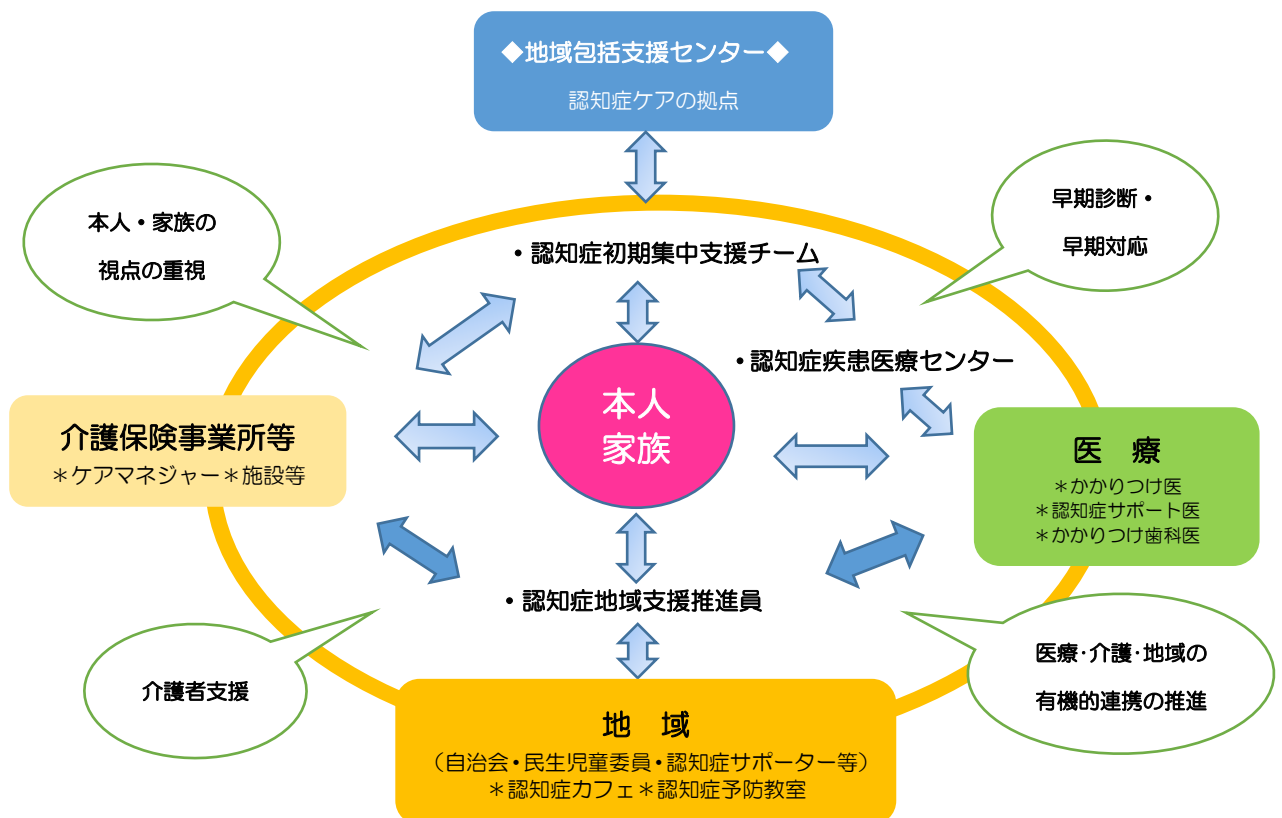 ◆地域包括支援センター◆
認知症ケアの拠点
本人・家族の
視点の重視
早期診断・
早期対応
・認知症初期集中支援チーム
・認知症疾患医療センター
本人
家族
介護保険事業所等
＊ケアマネジャー＊施設等
医　療
＊かかりつけ医
＊認知症サポート医
＊かかりつけ歯科医
・認知症地域支援推進員
介護者支援
医療・介護・地域の
有機的連携の推進
地　域
（自治会・民生児童委員・認知症サポーター等）
＊認知症カフェ＊認知症予防教室